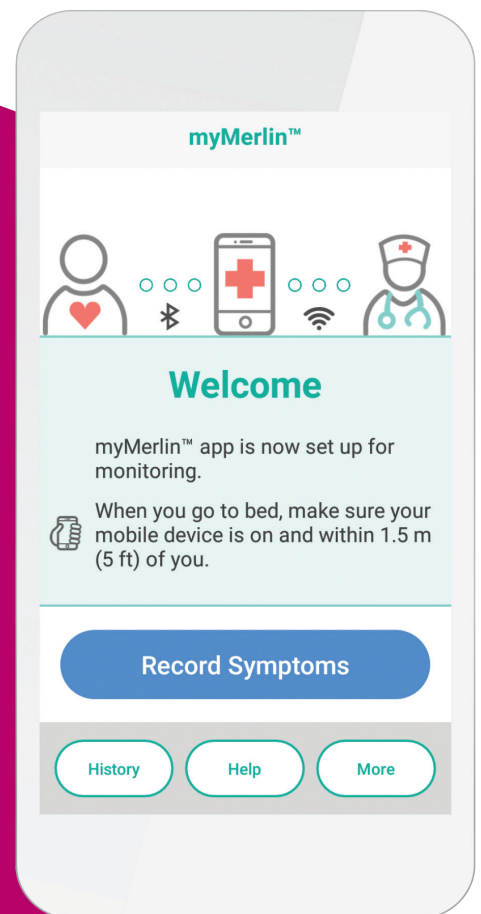 myMerlin™
Welcome
myMerlin™ app is now set up for
monitoring.
When you go to bed, make sure your
mobile device is on and within 1.5 m
(5 ft) of you.
Record Symptoms
History
Help
More